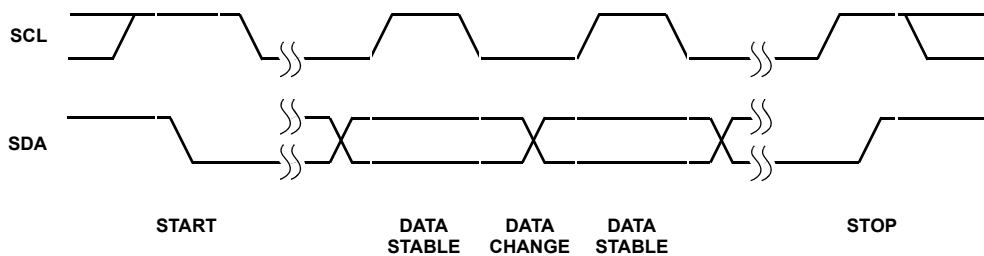 SCL
SDA
START
DATA
STABLE
DATA
CHANGE
DATA
STABLE
STOP